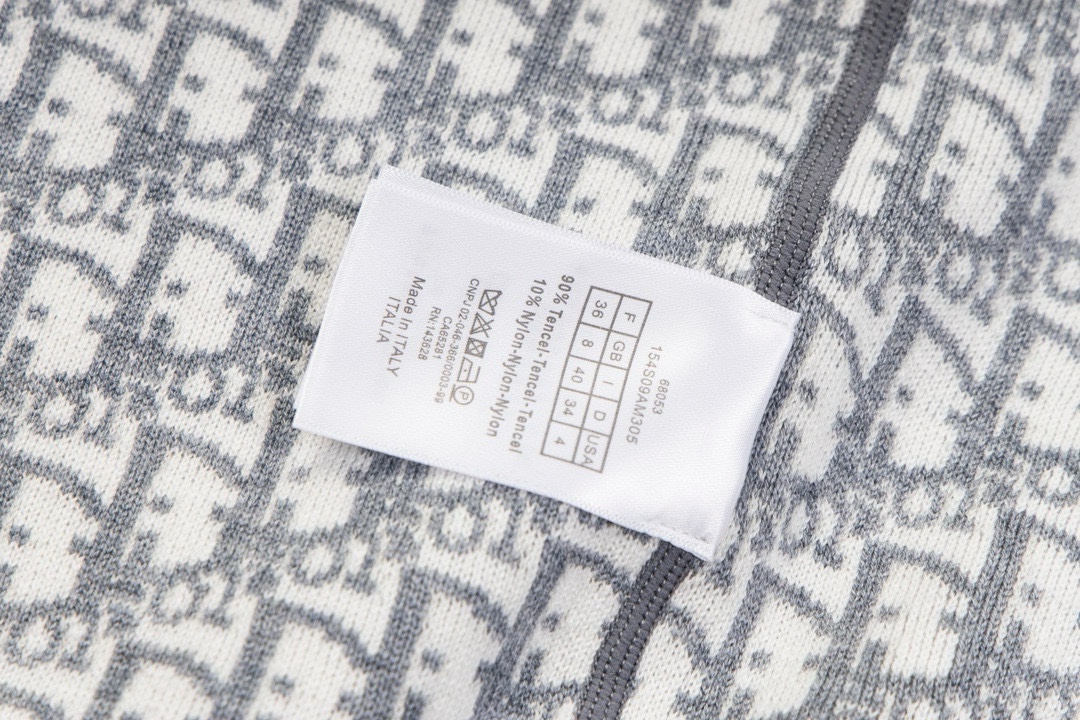 68053
154S09AM305
F GB I D USA
36 8 40 34 4
90% Tencel-Tencel-Tencel
10% Nylon-Nylon-Nylon
P
CNPJ 02-046-366/0003-99
CA65281
RN:143628
Made in ITALY
ITALIA